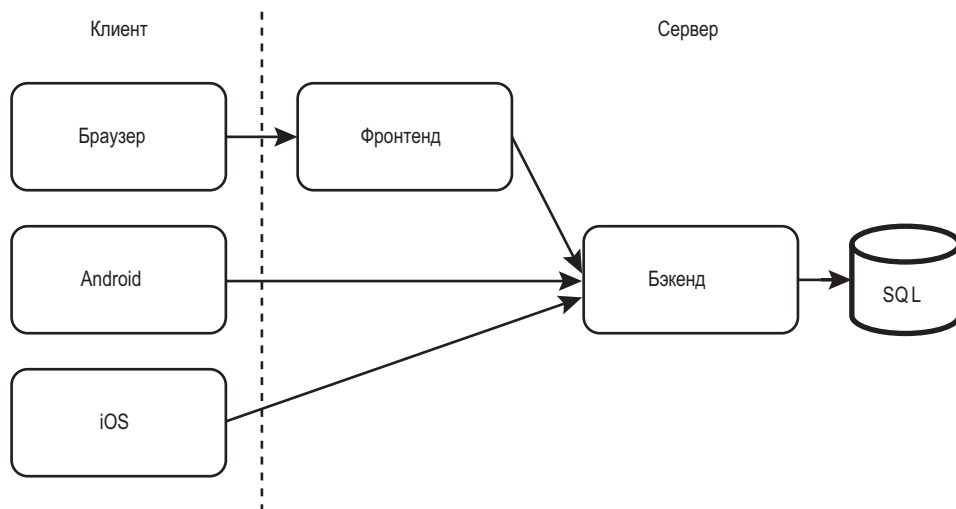 Клиент
Сервер
Браузер
Фронтенд
Android
Бэкенд
SQL
iOS